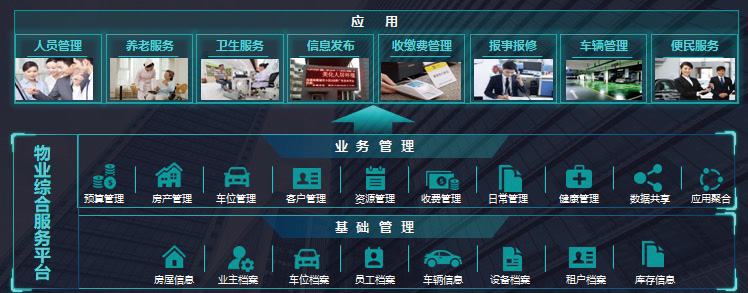 应 用
人员管理
养老服务
卫生服务
信息发布
收缴费管理
报事报修
车辆管理
便民服务
美化人居环境
物业综合服务平台
业务管理
预算管理
房产管理
车位管理
客户管理
资源管理
收费管理
日常管理
健康管理
数据共享
应用聚合
基础管理
房屋信息
业主档案
车位档案
员工档案
车辆信息
设备档案
租户档案
库存信息